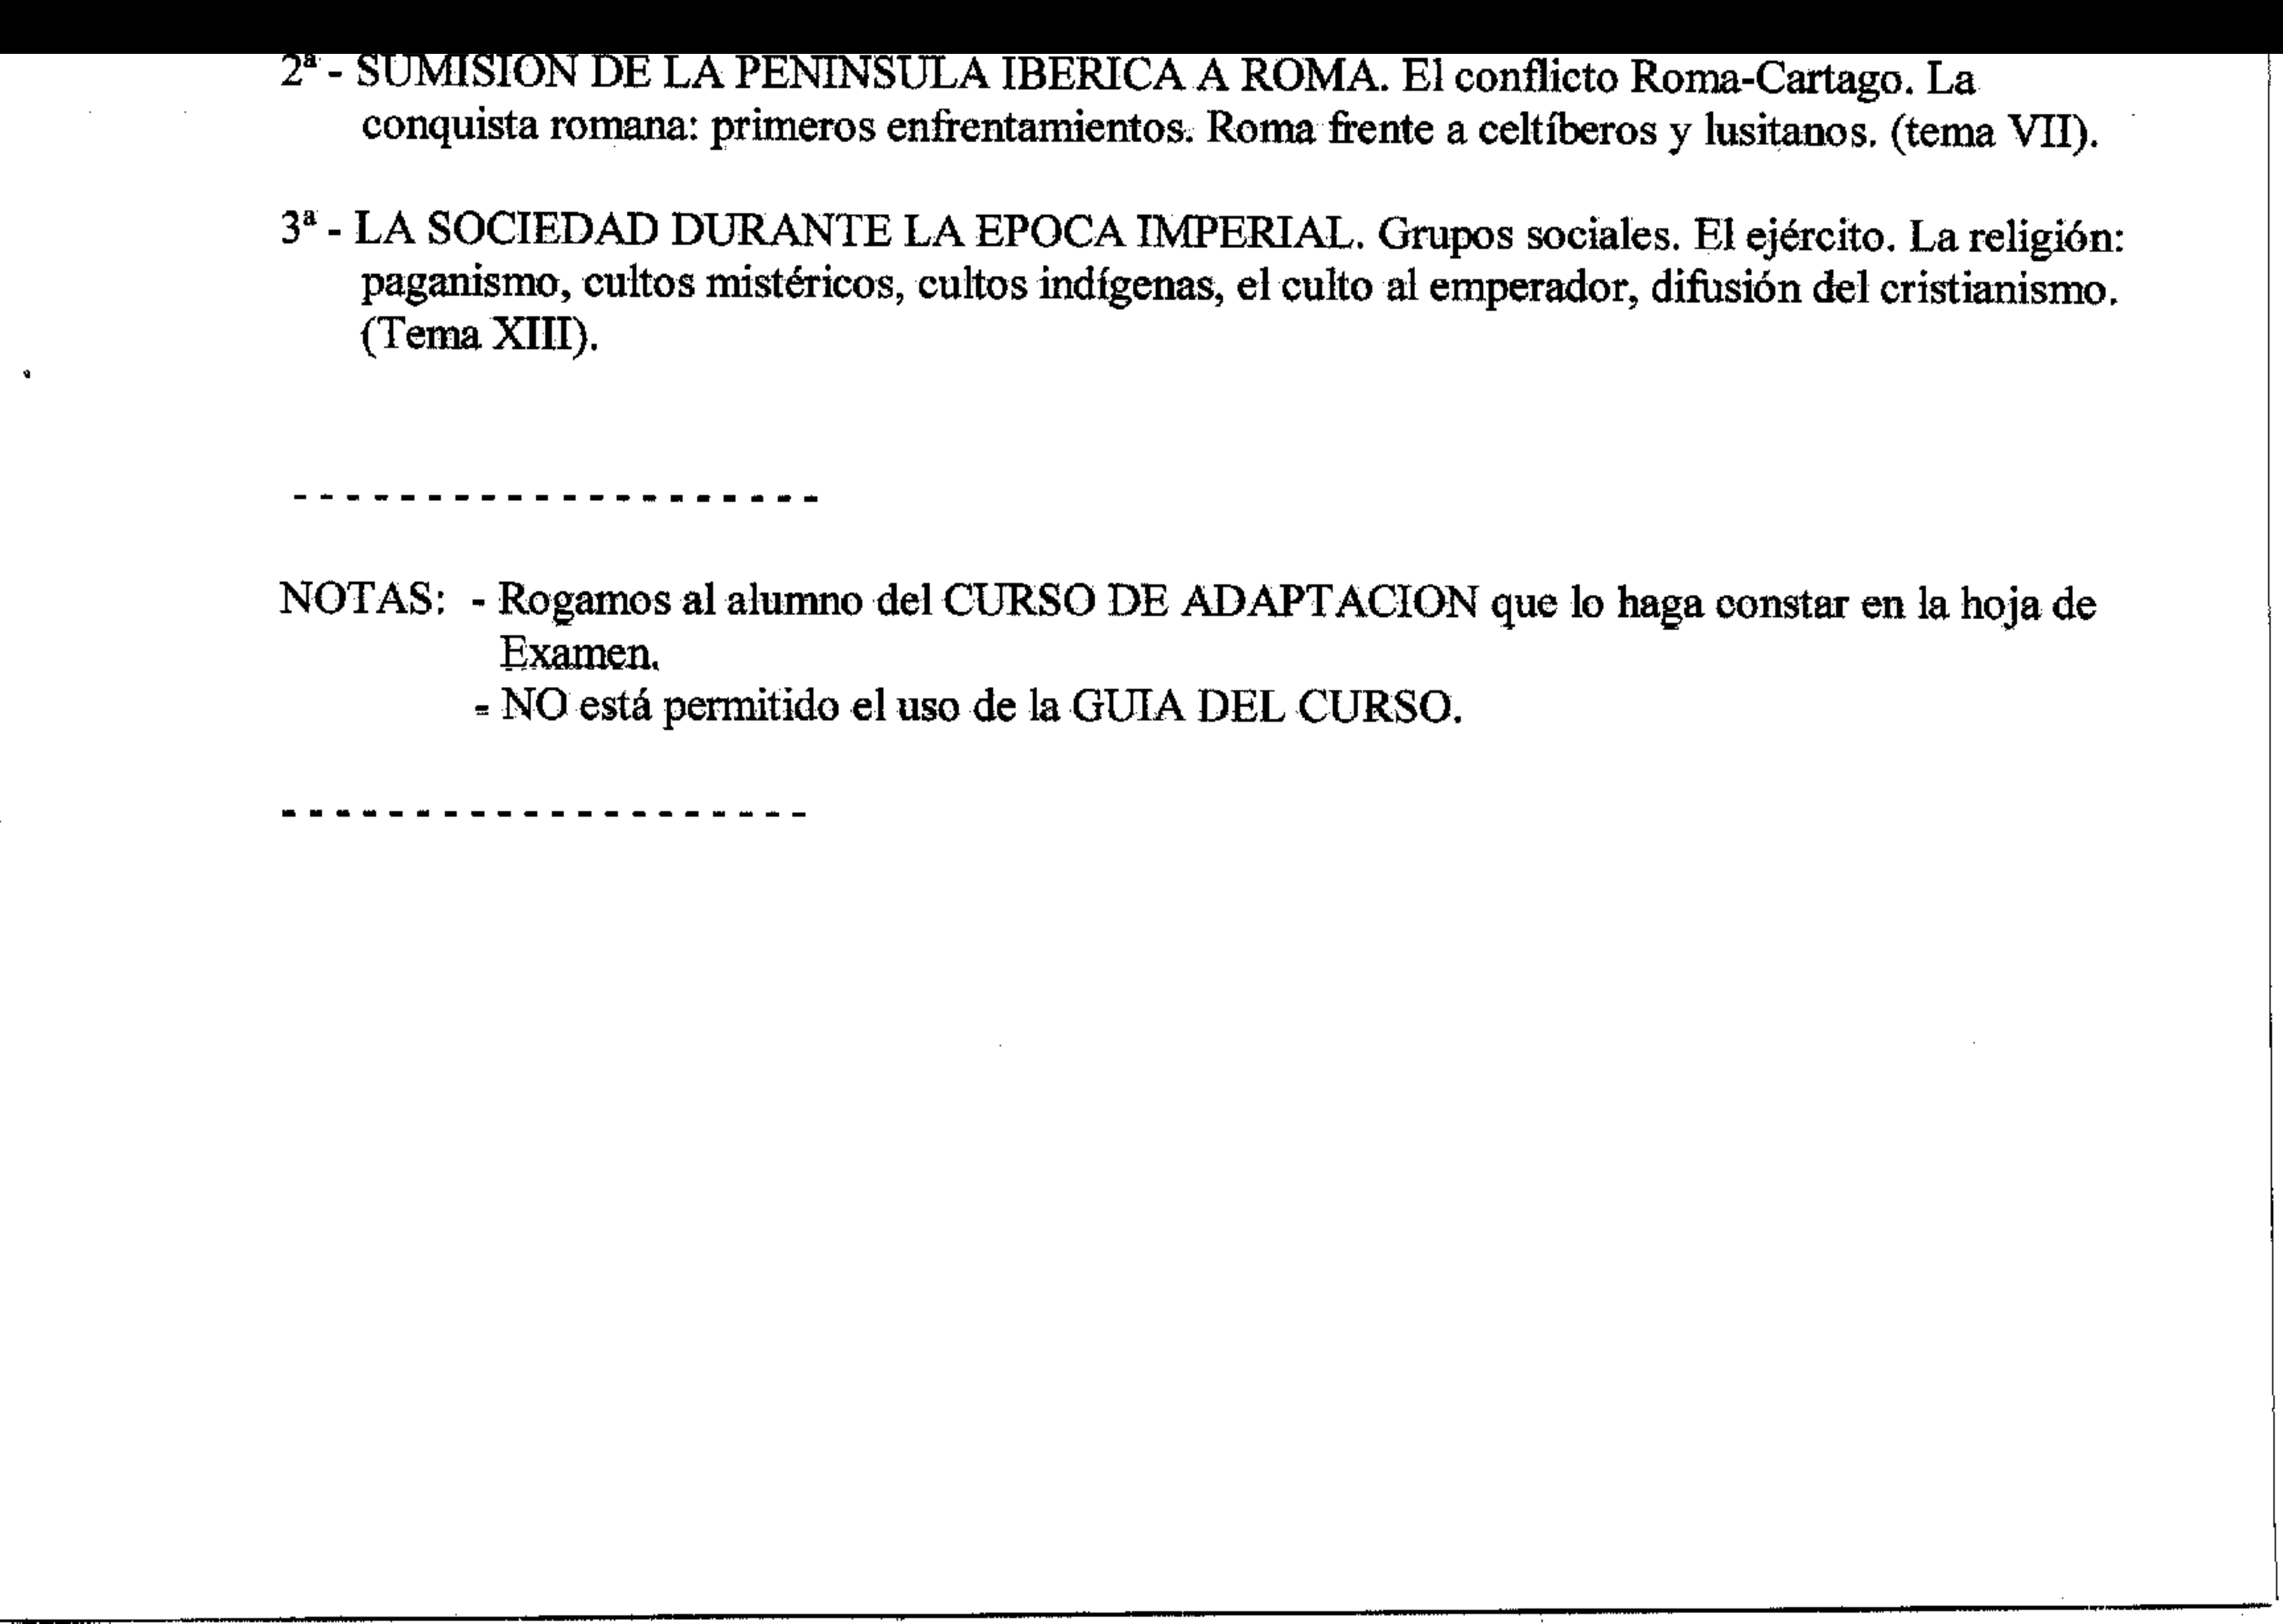 2ª - SUMISION DE LA PENINSULA IBERICA A ROMA. El conflicto Roma-Cartago. La
conquista romana: primeros enfrentamientos. Roma frente a celtíberos y lusitanos. (tema VII).
3ª - LA SOCIEDAD DURANTE LA EPOCA IMPERIAL. Grupos sociales. El ejército. La religión:
paganismo, cultos mistéricos, cultos indígenas, el culto al emperador, difusión del cristianismo.
(Tema XIII).
- - - - - - - - - - - - - - - - - - - -
NOTAS: - Rogamos al alumno del CURSO DE ADAPTACION que lo haga constar en la hoja de
Examen.
- NO está permitido el uso de la GUIA DEL CURSO.
- - - - - - - - - - - - - - - - - - - -